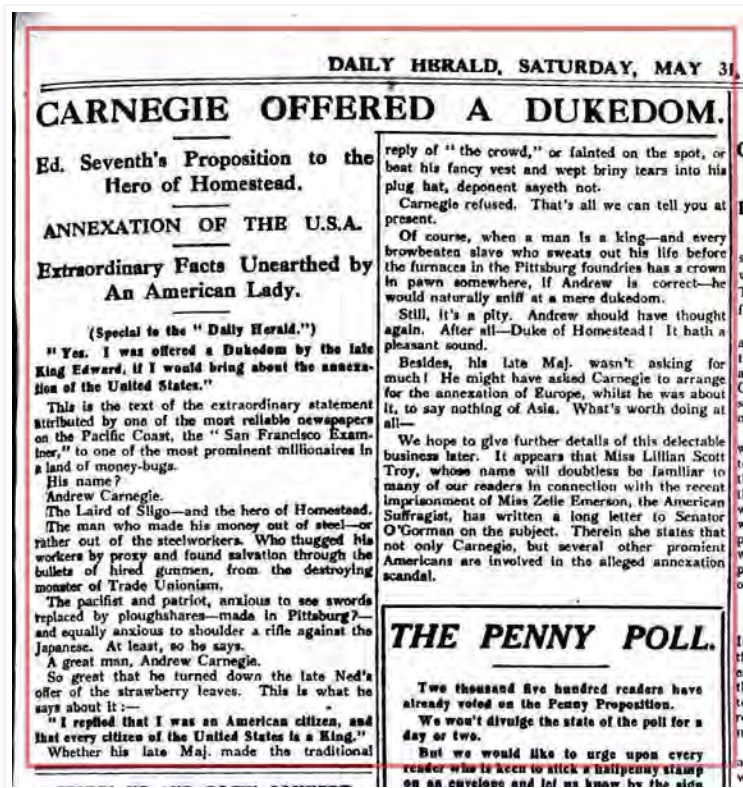 DAILY HERALD, SATURDAY, MAY 31,
CARNEGIE OFFERED A DUKEDOM.
Ed. Seventh's Proposition to the
Hero of Homestead.
ANNEXATION OF THE U.S.A.
Extraordinary Facts Unearthed by
An American Lady.
(Special to the "Daily Herald.")
"Yes. I was offered a Dukedom by the late
King Edward, if I would bring about the annexa-
tion of the United States."
This is the text of the extraordinary statement
attributed by one of the most reliable newspapers
on the Pacific Coast, the "San Francisco Exam-
iner," to one of the most prominent millionaires in
a land of money-bugs.
His name?
Andrew Carnegie.
The Laird of Sligo—and the hero of Homestead.
The man who made his money out of steel—or
rather out of the steelworkers. Who thugged his
workers by proxy and found salvation through the
bullets of hired gunmen, from the destroying
monster of Trade Unionism.
The pacifist and patriot, anxious to see swords
replaced by ploughshares—made in Pittsburg?—
and equally anxious to shoulder a rifle against the
Japanese. At least, so he says.
A great man, Andrew Carnegie.
So great that he turned down the late Ned's
offer of the strawberry leaves. This is what he
says about it:—
"I replied that I was an American citizen, and
that every citizen of the United States is a King."
Whether his late Maj. made the traditional
reply of "the crowd," or fainted on the spot, or
beat his fancy vest and wept briny tears into his
plug hat, deponent sayeth not.
Carnegie refused. That's all we can tell you at
present.
Of course, when a man is a king—and every
browbeaten slave who sweats out his life before
the furnaces in the Pittsburg foundries has a crown
in pawn somewhere, if Andrew is correct—he
would naturally sniff at a mere dukedom.
Still, it's a pity. Andrew should have thought
again. After all—Duke of Homestead! It hath a
pleasant sound.
Besides, his late Maj. wasn't asking for
much! He might have asked Carnegie to arrange
for the annexation of Europe, whilst he was about
it, to say nothing of Asia. What's worth doing at
all—
We hope to give further details of this delectable
business later. It appears that Miss Lillian Scott
Troy, whose name will doubtless be familiar to
many of our readers in connection with the recent
imprisonment of Miss Zelie Emerson, the American
Suffragist, has written a long letter to Senator
O'Gorman on the subject. Therein she states that
not only Carnegie, but several other promient
Americans are involved in the alleged annexation
scandal.
THE PENNY POLL.
Two thousand five hundred readers have
already voted on the Penny Proposition.
We won't divulge the state of the poll for a
day or two.
But we would like to urge upon every
reader who is keen to stick a halfpenny stamp
on an envelope and let us know by the side